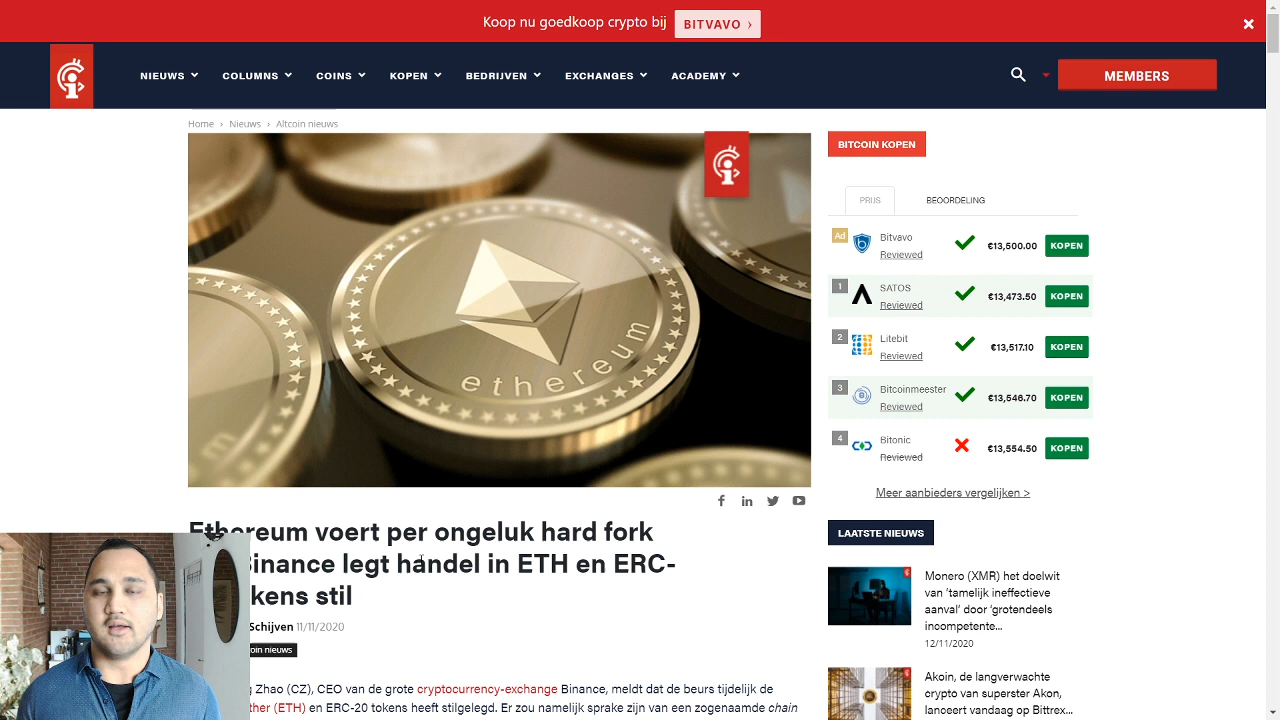 Koop nu goedkoop crypto bij BITVAVO ›
NIEUWS COLUMNS COINS KOPEN BEDRIJVEN EXCHANGES ACADEMY MEMBERS
Home › Nieuws › Altcoin nieuws
ethereum
Ethereum voert per ongeluk hard fork
Binance legt handel in ETH en ERC-
kens stil
Schijven 11/11/2020
oin nieuws
Zhao (CZ), CEO van de grote cryptocurrency-exchange Binance, meldt dat de beurs tijdelijk de
ther (ETH) en ERC-20 tokens heeft stilgelegd. Er zou namelijk sprake zijn van een zogenaamde chain
BITCOIN KOPEN
PRIJS BEOORDELING
Ad Bitvavo €13,500.00 KOPEN
Reviewed
1 SATOS €13,473.50 KOPEN
Reviewed
2 Litebit €13,517.10 KOPEN
Reviewed
3 Bitcoinmeester €13,546.70 KOPEN
Reviewed
4 Bitonic €13,554.50 KOPEN
Reviewed
Meer aanbieders vergelijken >
LAATSTE NIEUWS
Monero (XMR) het doelwit
van 'tamelijk ineffectieve
aanval' door 'grotendeels
incompetente...
12/11/2020
Akoin, de langverwachte
crypto van superster Akon,
lanceert vandaag op Bittrex...